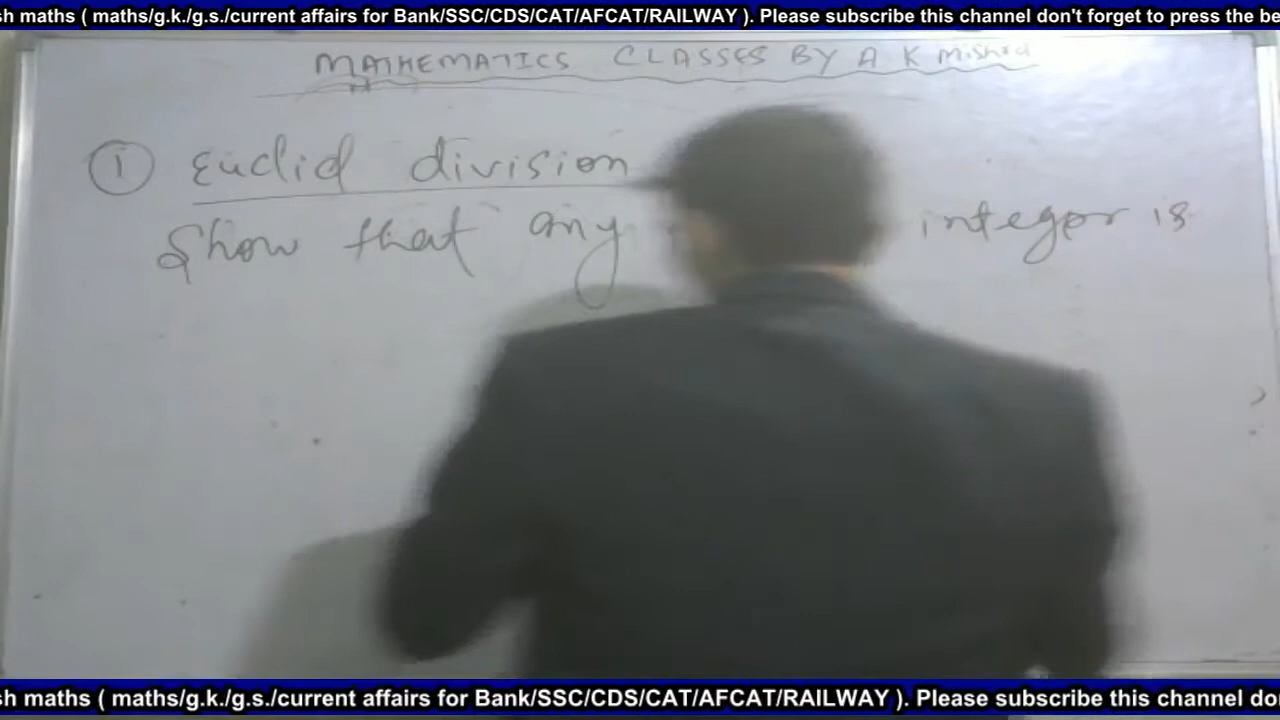 sh maths ( maths/g.k./g.s./current affairs for Bank/SSC/CDS/CAT/AFCAT/RAILWAY ). Please subscribe this channel don't forget to press the be
MATHEMATICS CLASSES BY A K Mishra
① Euclid division
Show that any integer is
sh maths ( maths/g.k./g.s./current affairs for Bank/SSC/CDS/CAT/AFCAT/RAILWAY ). Please subscribe this channel do